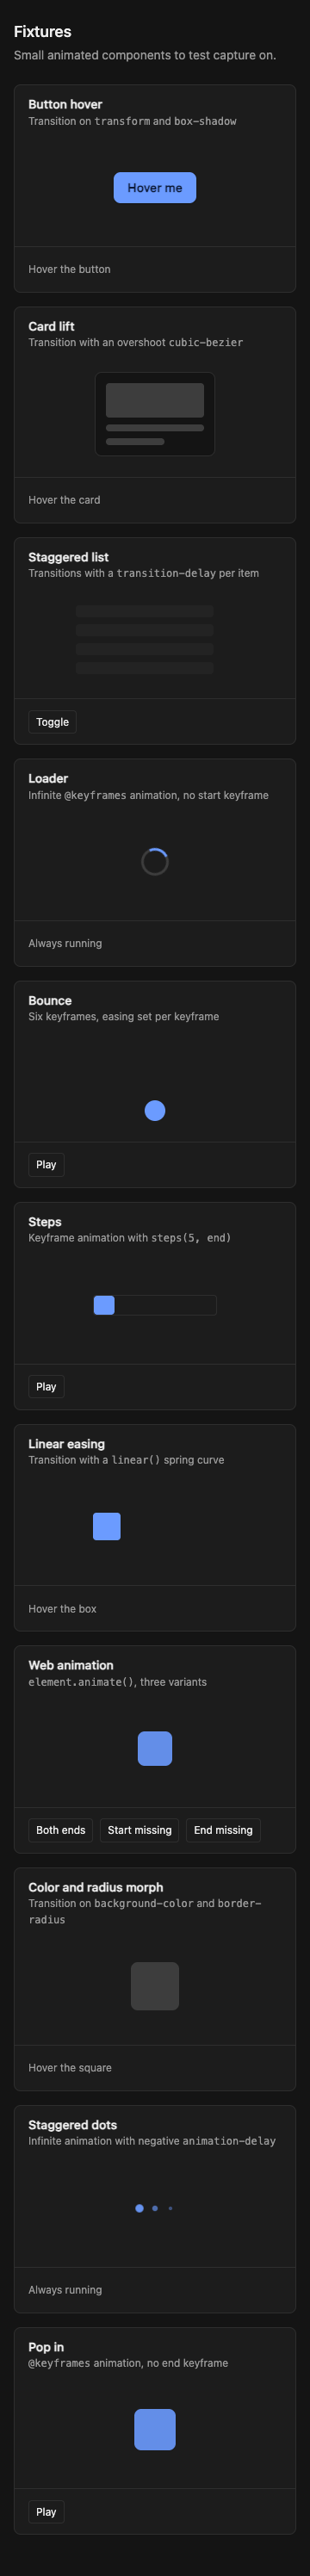 Fixtures
Small animated components to test capture on.
Button hover
Transition on transform and box-shadow
Hover me
Hover the button
Card lift
Transition with an overshoot cubic-bezier
Hover the card
Staggered list
Transitions with a transition-delay per item
Toggle
Loader
Infinite @keyframes animation, no start keyframe
Always running
Bounce
Six keyframes, easing set per keyframe
Play
Steps
Keyframe animation with steps(5, end)
Play
Linear easing
Transition with a linear() spring curve
Hover the box
Web animation
element.animate(), three variants
Both ends Start missing End missing
Color and radius morph
Transition on background-color and border-
radius
Hover the square
Staggered dots
Infinite animation with negative animation-delay
Always running
Pop in
@keyframes animation, no end keyframe
Play